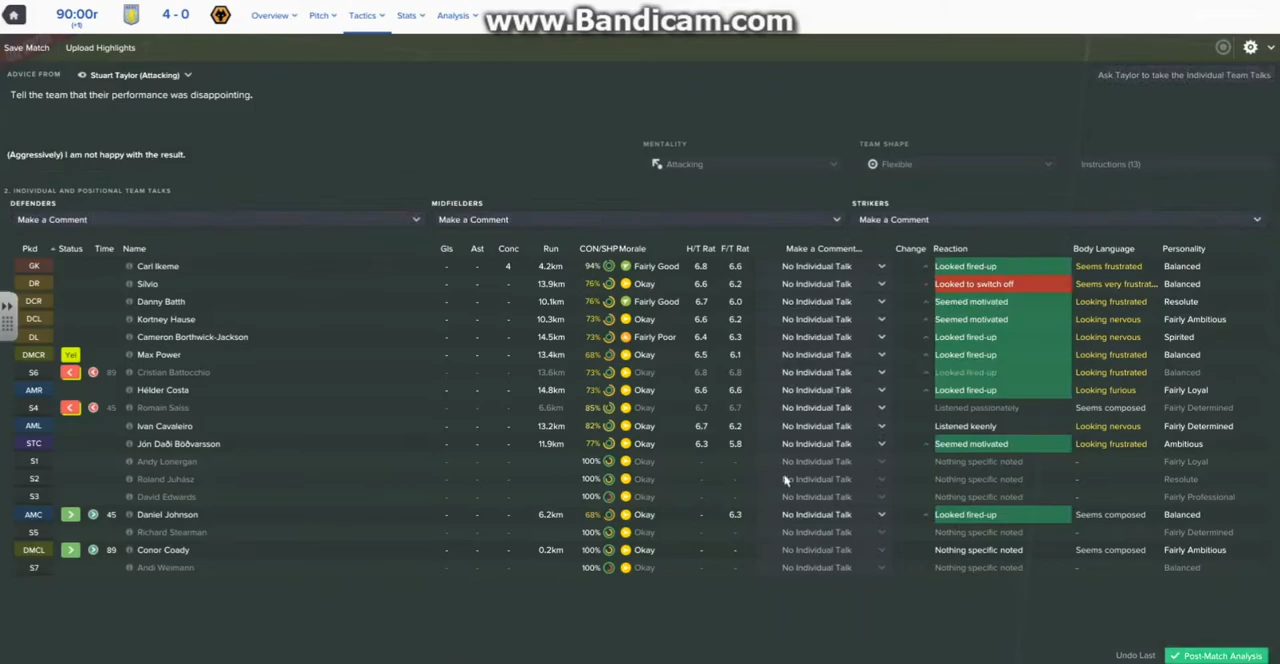 90:00r
(+1)
4 - 0
Overview
Pitch
Tactics
Stats
Analysis
www.Bandicam.com
Save Match
Upload Highlights
ADVICE FROM
Stuart Taylor (Attacking)
Ask Taylor to take the Individual Team Talks
Tell the team that their performance was disappointing.
MENTALITY
TEAM SHAPE
(Aggressively) I am not happy with the result.
Attacking
Flexible
Instructions (13)
2. INDIVIDUAL AND POSITIONAL TEAM TALKS
DEFENDERS
MIDFIELDERS
STRIKERS
Make a Comment
Make a Comment
Make a Comment
Pkd Status Time Name Gls Ast Conc Run CON/SHP Morale H/T Rat F/T Rat Make a Comment... Change Reaction Body Language Personality
GK Carl Ikeme - - 4 4.2km 94% Fairly Good 6.8 6.6 No Individual Talk Looked fired-up Seems frustrated Balanced
DR Silvio - - - 13.9km 76% Okay 6.6 6.2 No Individual Talk Looked to switch off Seems very frustrat... Balanced
DCR Danny Batth - - - 10.1km 76% Fairly Good 6.7 6.0 No Individual Talk Seemed motivated Looking frustrated Resolute
DCL Kortney Hause - - - 10.3km 73% Okay 6.6 6.2 No Individual Talk Seemed motivated Looking nervous Fairly Ambitious
DL Cameron Borthwick-Jackson - - - 14.5km 73% Fairly Poor 6.4 6.3 No Individual Talk Looked fired-up Looking nervous Spirited
DMCR Yel Max Power - - - 13.4km 68% Okay 6.5 6.1 No Individual Talk Looked fired-up Looking frustrated Balanced
S6 89 Cristian Battocchio - - - 13.6km 73% Okay 6.8 6.8 No Individual Talk Looked fired-up Looking frustrated Balanced
AMR Hélder Costa - - - 14.8km 73% Okay 6.6 6.6 No Individual Talk Looked fired-up Looking furious Fairly Loyal
S4 45 Romain Saïss - - - 6.6km 85% Okay 6.7 6.7 No Individual Talk Listened passionately Seems composed Fairly Determined
AML Ivan Cavaleiro - - - 13.2km 82% Okay 6.7 6.2 No Individual Talk Listened keenly Looking nervous Fairly Determined
STC Jón Daði Böðvarsson - - - 11.9km 77% Okay 6.3 5.8 No Individual Talk Seemed motivated Looking frustrated Ambitious
S1 Andy Lonergan 100% Okay - - No Individual Talk Nothing specific noted - Fairly Loyal
S2 Roland Juhász 100% Okay - - No Individual Talk Nothing specific noted - Resolute
S3 David Edwards 100% Okay - - No Individual Talk Nothing specific noted - Fairly Professional
AMC 45 Daniel Johnson - - - 6.2km 68% Okay - 6.3 No Individual Talk Looked fired-up Seems composed Balanced
S5 Richard Stearman 100% Okay - - No Individual Talk Nothing specific noted - Fairly Determined
DMCL 89 Conor Coady - - - 0.2km 100% Okay - - No Individual Talk Nothing specific noted Seems composed Fairly Ambitious
S7 Andi Weimann 100% Okay - - No Individual Talk Nothing specific noted - Balanced
Undo Last
Post-Match Analysis